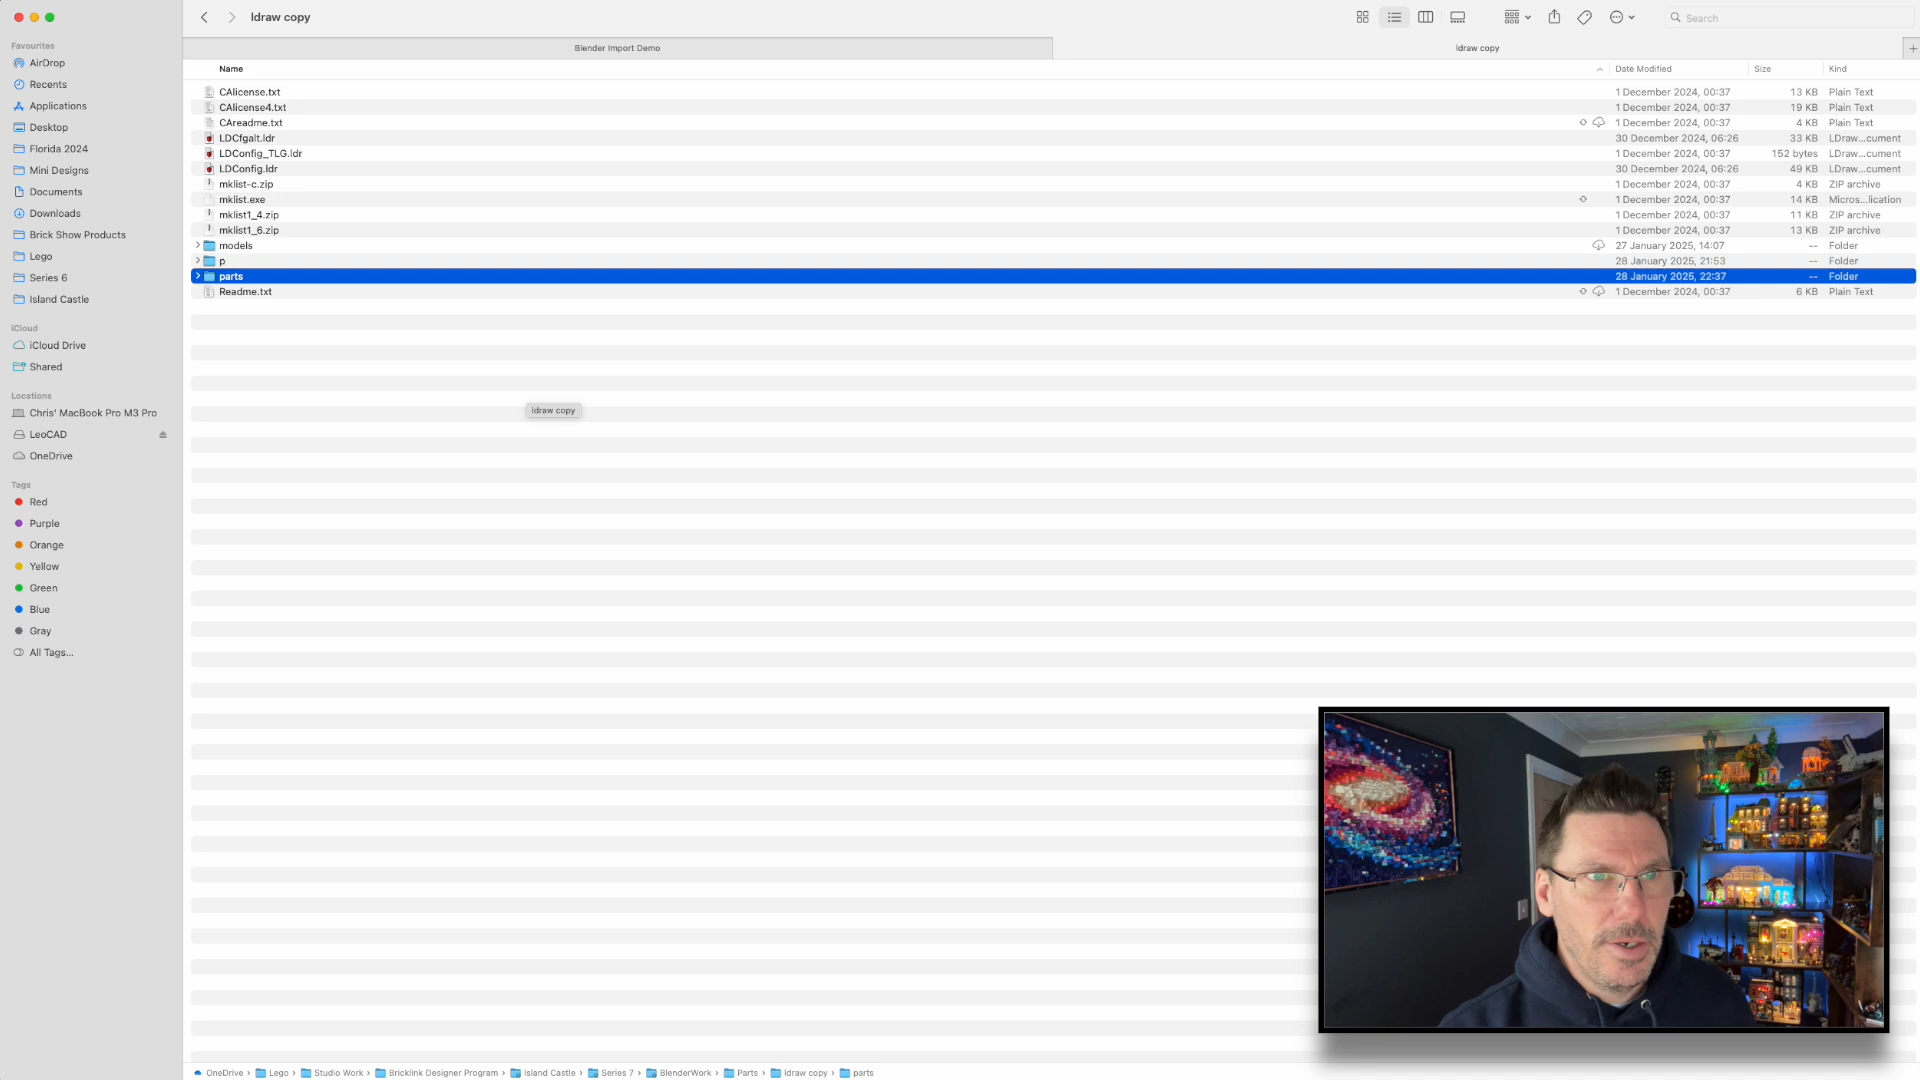 ldraw copy
Search
Blender Import Demo
ldraw copy
Favourites
AirDrop
Recents
Applications
Desktop
Florida 2024
Mini Designs
Documents
Downloads
Brick Show Products
Lego
Series 6
Island Castle
iCloud
iCloud Drive
Shared
Locations
Chris' MacBook Pro M3 Pro
LeoCAD
OneDrive
Tags
Red
Purple
Orange
Yellow
Green
Blue
Gray
All Tags...
Name Date Modified Size Kind
CAlicense.txt 1 December 2024, 00:37 13 KB Plain Text
CAlicense4.txt 1 December 2024, 00:37 19 KB Plain Text
CAreadme.txt 1 December 2024, 00:37 4 KB Plain Text
LDCfgalt.ldr 30 December 2024, 06:26 33 KB LDraw...cument
LDConfig_TLG.ldr 1 December 2024, 00:37 152 bytes LDraw...cument
LDConfig.ldr 30 December 2024, 06:26 49 KB LDraw...cument
mklist-c.zip 1 December 2024, 00:37 4 KB ZIP archive
mklist.exe 1 December 2024, 00:37 14 KB Micros...lication
mklist1_4.zip 1 December 2024, 00:37 11 KB ZIP archive
mklist1_6.zip 1 December 2024, 00:37 13 KB ZIP archive
models 27 January 2025, 14:07 -- Folder
p 28 January 2025, 21:53 -- Folder
parts 28 January 2025, 22:37 -- Folder
Readme.txt 1 December 2024, 00:37 6 KB Plain Text
ldraw copy
OneDrive › Lego › Studio Work › Bricklink Designer Program › Island Castle › Series 7 › BlenderWork › Parts › ldraw copy › parts